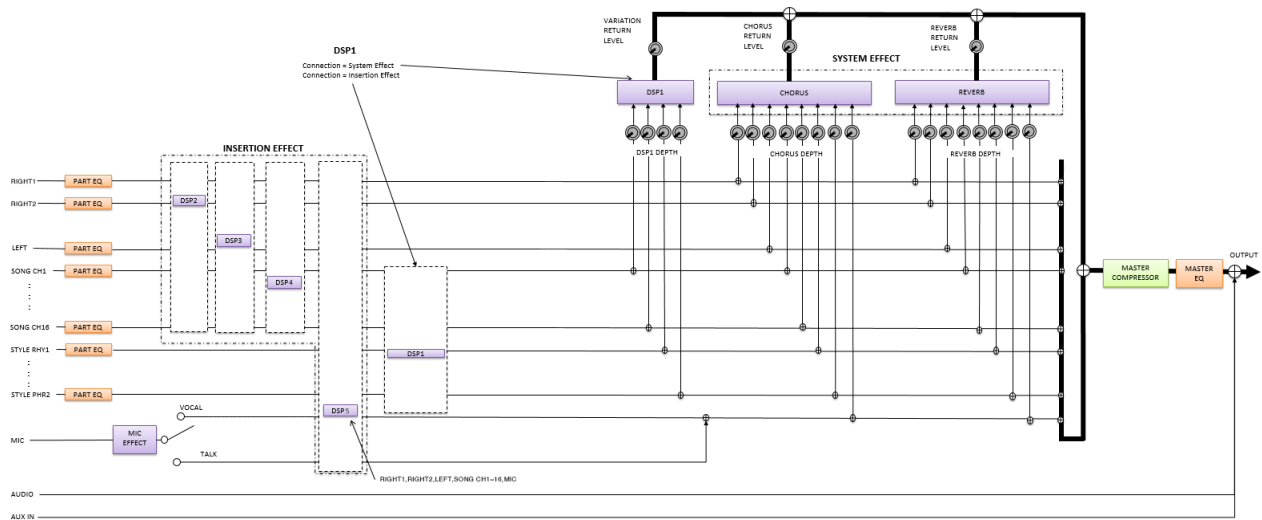 VARIATION
RETURN
LEVEL
CHORUS
RETURN
LEVEL
REVERB
RETURN
LEVEL
DSP1
Connection = System Effect
Connection = Insertion Effect
SYSTEM EFFECT
DSP1
CHORUS
REVERB
DSP1 DEPTH
CHORUS DEPTH
REVERB DEPTH
INSERTION EFFECT
RIGHT1
PART EQ
DSP2
RIGHT2
PART EQ
DSP3
LEFT
PART EQ
SONG CH1
PART EQ
DSP4
SONG CH16
PART EQ
STYLE RHY1
PART EQ
DSP1
STYLE PHR2
PART EQ
VOCAL
DSP5
MIC
MIC
EFFECT
TALK
RIGHT1,RIGHT2,LEFT,SONG CH1~16,MIC
AUDIO
AUX IN
MASTER
COMPRESSOR
MASTER
EQ
OUTPUT